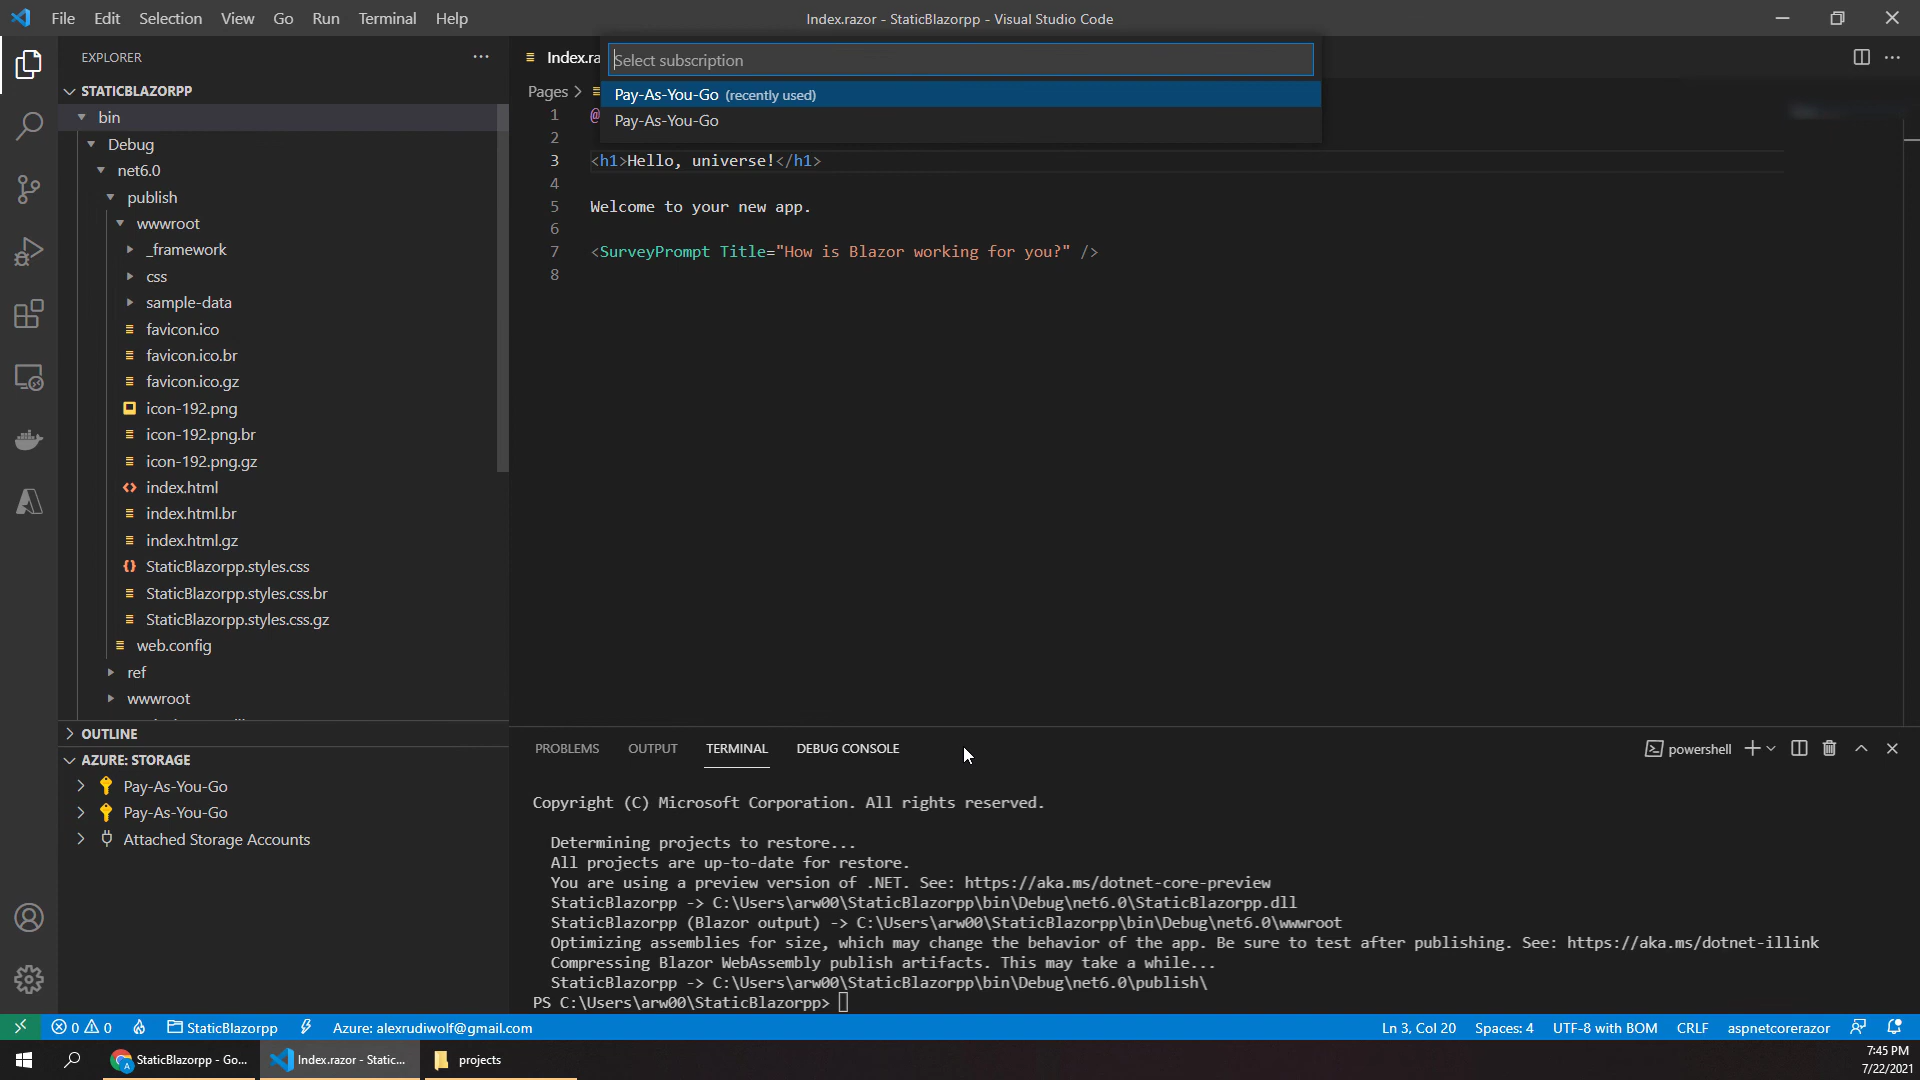 File Edit Selection View Go Run Terminal Help
Index.razor - StaticBlazorpp - Visual Studio Code
EXPLORER
STATICBLAZORPP
bin
Debug
net6.0
publish
wwwroot
_framework
css
sample-data
favicon.ico
favicon.ico.br
favicon.ico.gz
icon-192.png
icon-192.png.br
icon-192.png.gz
index.html
index.html.br
index.html.gz
StaticBlazorpp.styles.css
StaticBlazorpp.styles.css.br
StaticBlazorpp.styles.css.gz
web.config
ref
wwwroot
OUTLINE
AZURE: STORAGE
Pay-As-You-Go
Pay-As-You-Go
Attached Storage Accounts
Index.ra
Select subscription
Pay-As-You-Go (recently used)
Pay-As-You-Go
Pages >
1 @
2
3 <h1>Hello, universe!</h1>
4
5 Welcome to your new app.
6
7 <SurveyPrompt Title="How is Blazor working for you?" />
8
PROBLEMS OUTPUT TERMINAL DEBUG CONSOLE
powershell
Copyright (C) Microsoft Corporation. All rights reserved.
Determining projects to restore...
All projects are up-to-date for restore.
You are using a preview version of .NET. See: https://aka.ms/dotnet-core-preview
StaticBlazorpp -> C:\Users\arw00\StaticBlazorpp\bin\Debug\net6.0\StaticBlazorpp.dll
StaticBlazorpp (Blazor output) -> C:\Users\arw00\StaticBlazorpp\bin\Debug\net6.0\wwwroot
Optimizing assemblies for size, which may change the behavior of the app. Be sure to test after publishing. See: https://aka.ms/dotnet-illink
Compressing Blazor WebAssembly publish artifacts. This may take a while...
StaticBlazorpp -> C:\Users\arw00\StaticBlazorpp\bin\Debug\net6.0\publish\
PS C:\Users\arw00\StaticBlazorpp>
0 0 StaticBlazorpp Azure: alexrudiwolf@gmail.com
Ln 3, Col 20 Spaces: 4 UTF-8 with BOM CRLF aspnetcorerazor
StaticBlazorpp - Go... Index.razor - Static... projects
7:45 PM
7/22/2021